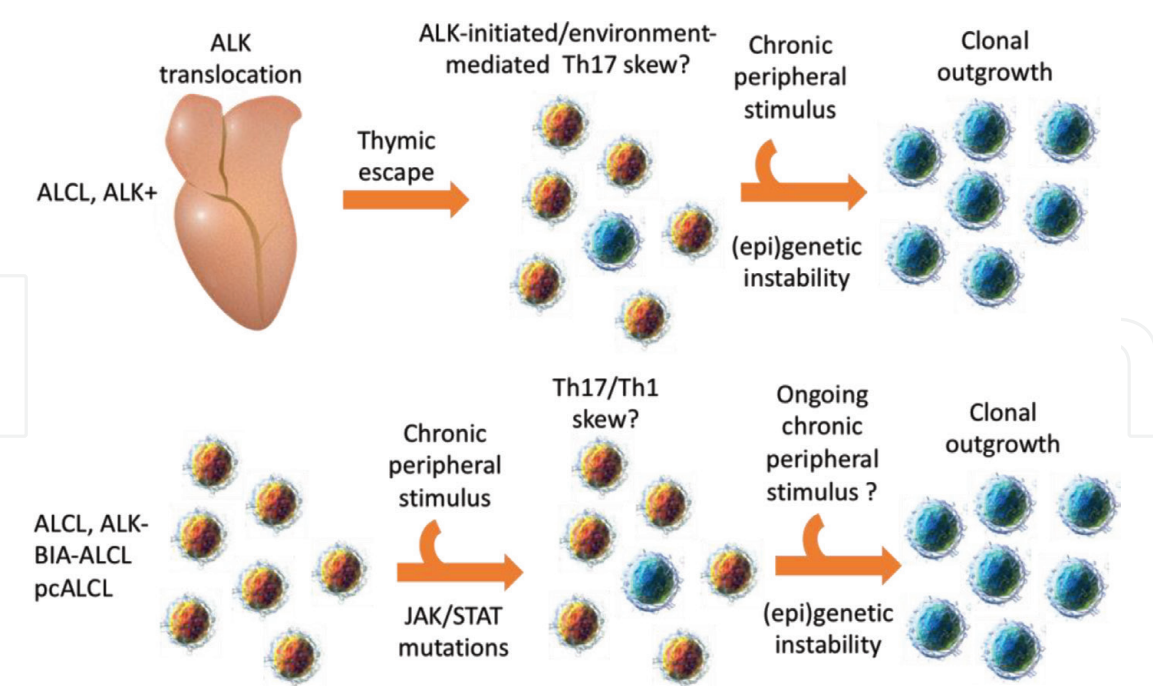 ALK
translocation
ALCL, ALK+
Thymic
escape
ALK-initiated/environment-
mediated Th17 skew?
Chronic
peripheral
stimulus
(epi)genetic
instability
Clonal
outgrowth
ALCL, ALK-
BIA-ALCL
pcALCL
Chronic
peripheral
stimulus
JAK/STAT
mutations
Th17/Th1
skew?
Ongoing
chronic
peripheral
stimulus ?
(epi)genetic
instability
Clonal
outgrowth